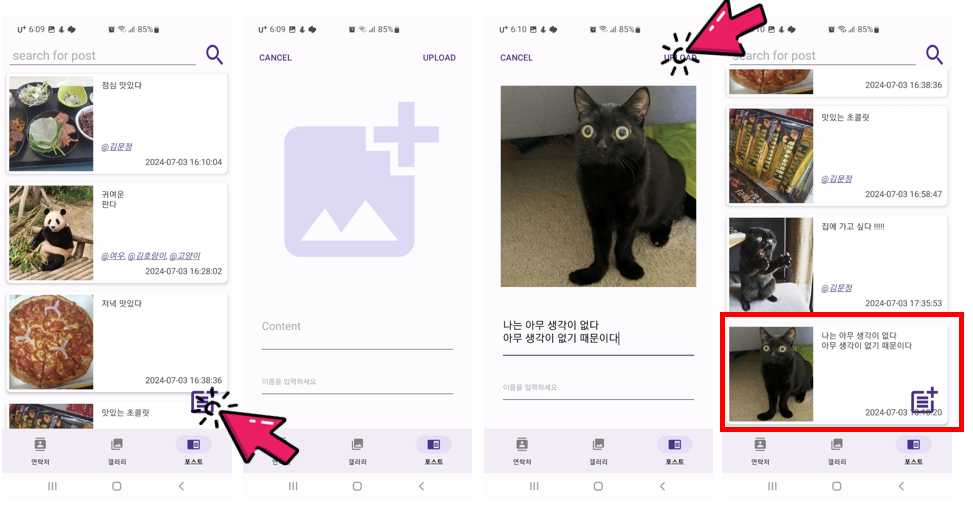 U+ 6:09
85%
search for post
점심 맛있다
@김문정
2024-07-03 16:10:04
귀여운
판다
@여우, @김호랑이, @고양이
2024-07-03 16:28:02
저녁 맛있다
2024-07-03 16:38:36
맛있는 초콜릿
연락처
갤러리
포스트
U+ 6:09
85%
CANCEL
UPLOAD
Content
이름을 입력하세요
연락처
갤러리
포스트
U+ 6:10
85%
CANCEL
UPLOAD
나는 아무 생각이 없다
아무 생각이 없기 때문이다
이름을 입력하세요
연락처
갤러리
포스트
85%
search for post
2024-07-03 16:38:36
맛있는 초콜릿
@김문정
2024-07-03 16:58:47
집에 가고 싶다 !!!!!
@김문정
2024-07-03 17:35:53
나는 아무 생각이 없다
아무 생각이 없기 때문이다
2024-07-03
연락처
갤러리
포스트